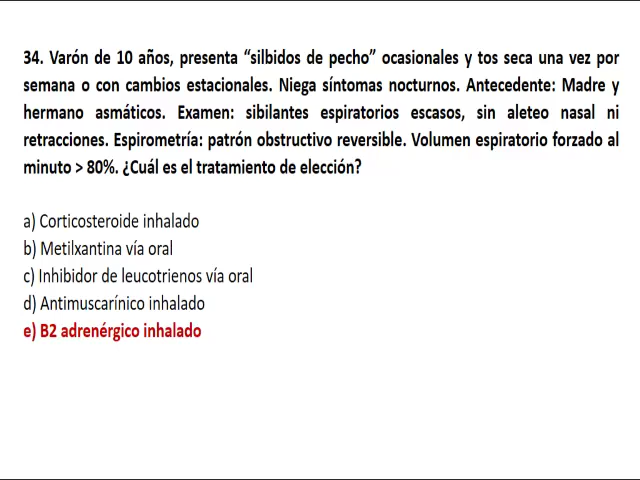 34. Varón de 10 años, presenta “silbidos de pecho” ocasionales y tos seca una vez por
semana o con cambios estacionales. Niega síntomas nocturnos. Antecedente: Madre y
hermano asmáticos. Examen: sibilantes espiratorios escasos, sin aleteo nasal ni
retracciones. Espirometría: patrón obstructivo reversible. Volumen espiratorio forzado al
minuto > 80%. ¿Cuál es el tratamiento de elección?
a) Corticosteroide inhalado
b) Metilxantina vía oral
c) Inhibidor de leucotrienos vía oral
d) Antimuscarínico inhalado
e) B2 adrenérgico inhalado